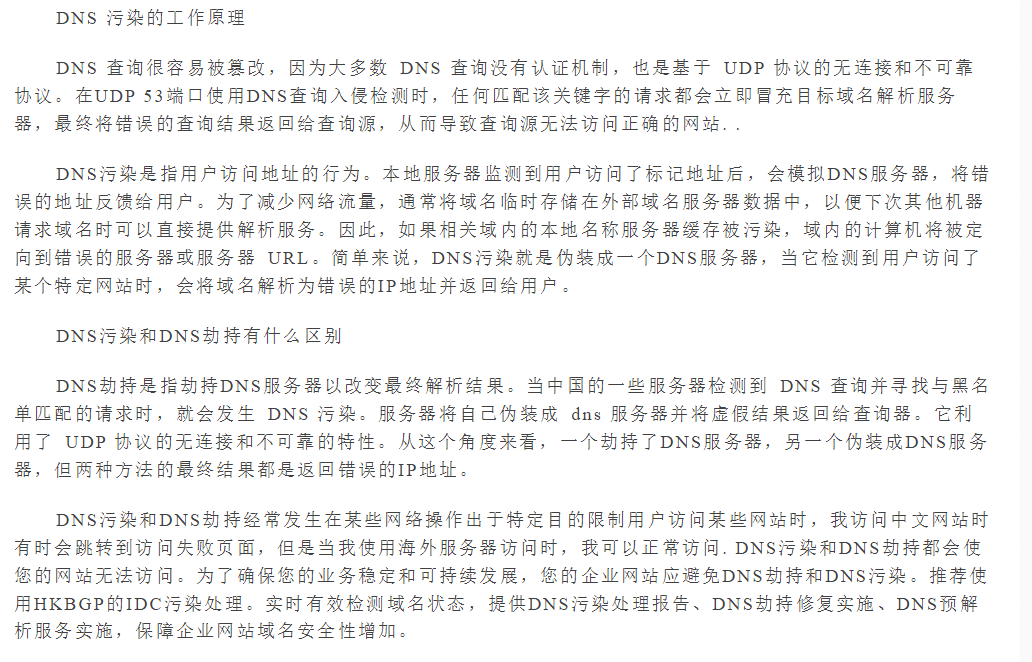 DNS 污染的工作原理
DNS 查询很容易被篡改，因为大多数 DNS 查询没有认证机制，也是基于 UDP 协议的无连接和不可靠
协议。在UDP 53端口使用DNS查询入侵检测时，任何匹配该关键字的请求都会立即冒充目标域名解析服务
器，最终将错误的查询结果返回给查询源，从而导致查询源无法访问正确的网站. .
DNS污染是指用户访问地址的行为。本地服务器监测到用户访问了标记地址后，会模拟DNS服务器，将错
误的地址反馈给用户。为了减少网络流量，通常将域名临时存储在外部域名服务器数据中，以便下次其他机器
请求域名时可以直接提供解析服务。因此，如果相关域内的本地名称服务器缓存被污染，域内的计算机将被定
向到错误的服务器或服务器 URL。简单来说，DNS污染就是伪装成一个DNS服务器，当它检测到用户访问了
某个特定网站时，会将域名解析为错误的IP地址并返回给用户。
DNS污染和DNS劫持有什么区别
DNS劫持是指劫持DNS服务器以改变最终解析结果。当中国的一些服务器检测到 DNS 查询并寻找与黑名
单匹配的请求时，就会发生 DNS 污染。服务器将自己伪装成 dns 服务器并将虚假结果返回给查询器。它利
用了 UDP 协议的无连接和不可靠的特性。从这个角度来看，一个劫持了DNS服务器，另一个伪装成DNS服务
器，但两种方法的最终结果都是返回错误的IP地址。
DNS污染和DNS劫持经常发生在某些网络操作出于特定目的限制用户访问某些网站时，我访问中文网站时
有时会跳转到访问失败页面，但是当我使用海外服务器访问时，我可以正常访问. DNS污染和DNS劫持都会使
您的网站无法访问。为了确保您的业务稳定和可持续发展，您的企业网站应避免DNS劫持和DNS污染。推荐使
用HKBGP的IDC污染处理。实时有效检测域名状态，提供DNS污染处理报告、DNS劫持修复实施、DNS预解
析服务实施，保障企业网站域名安全性增加。